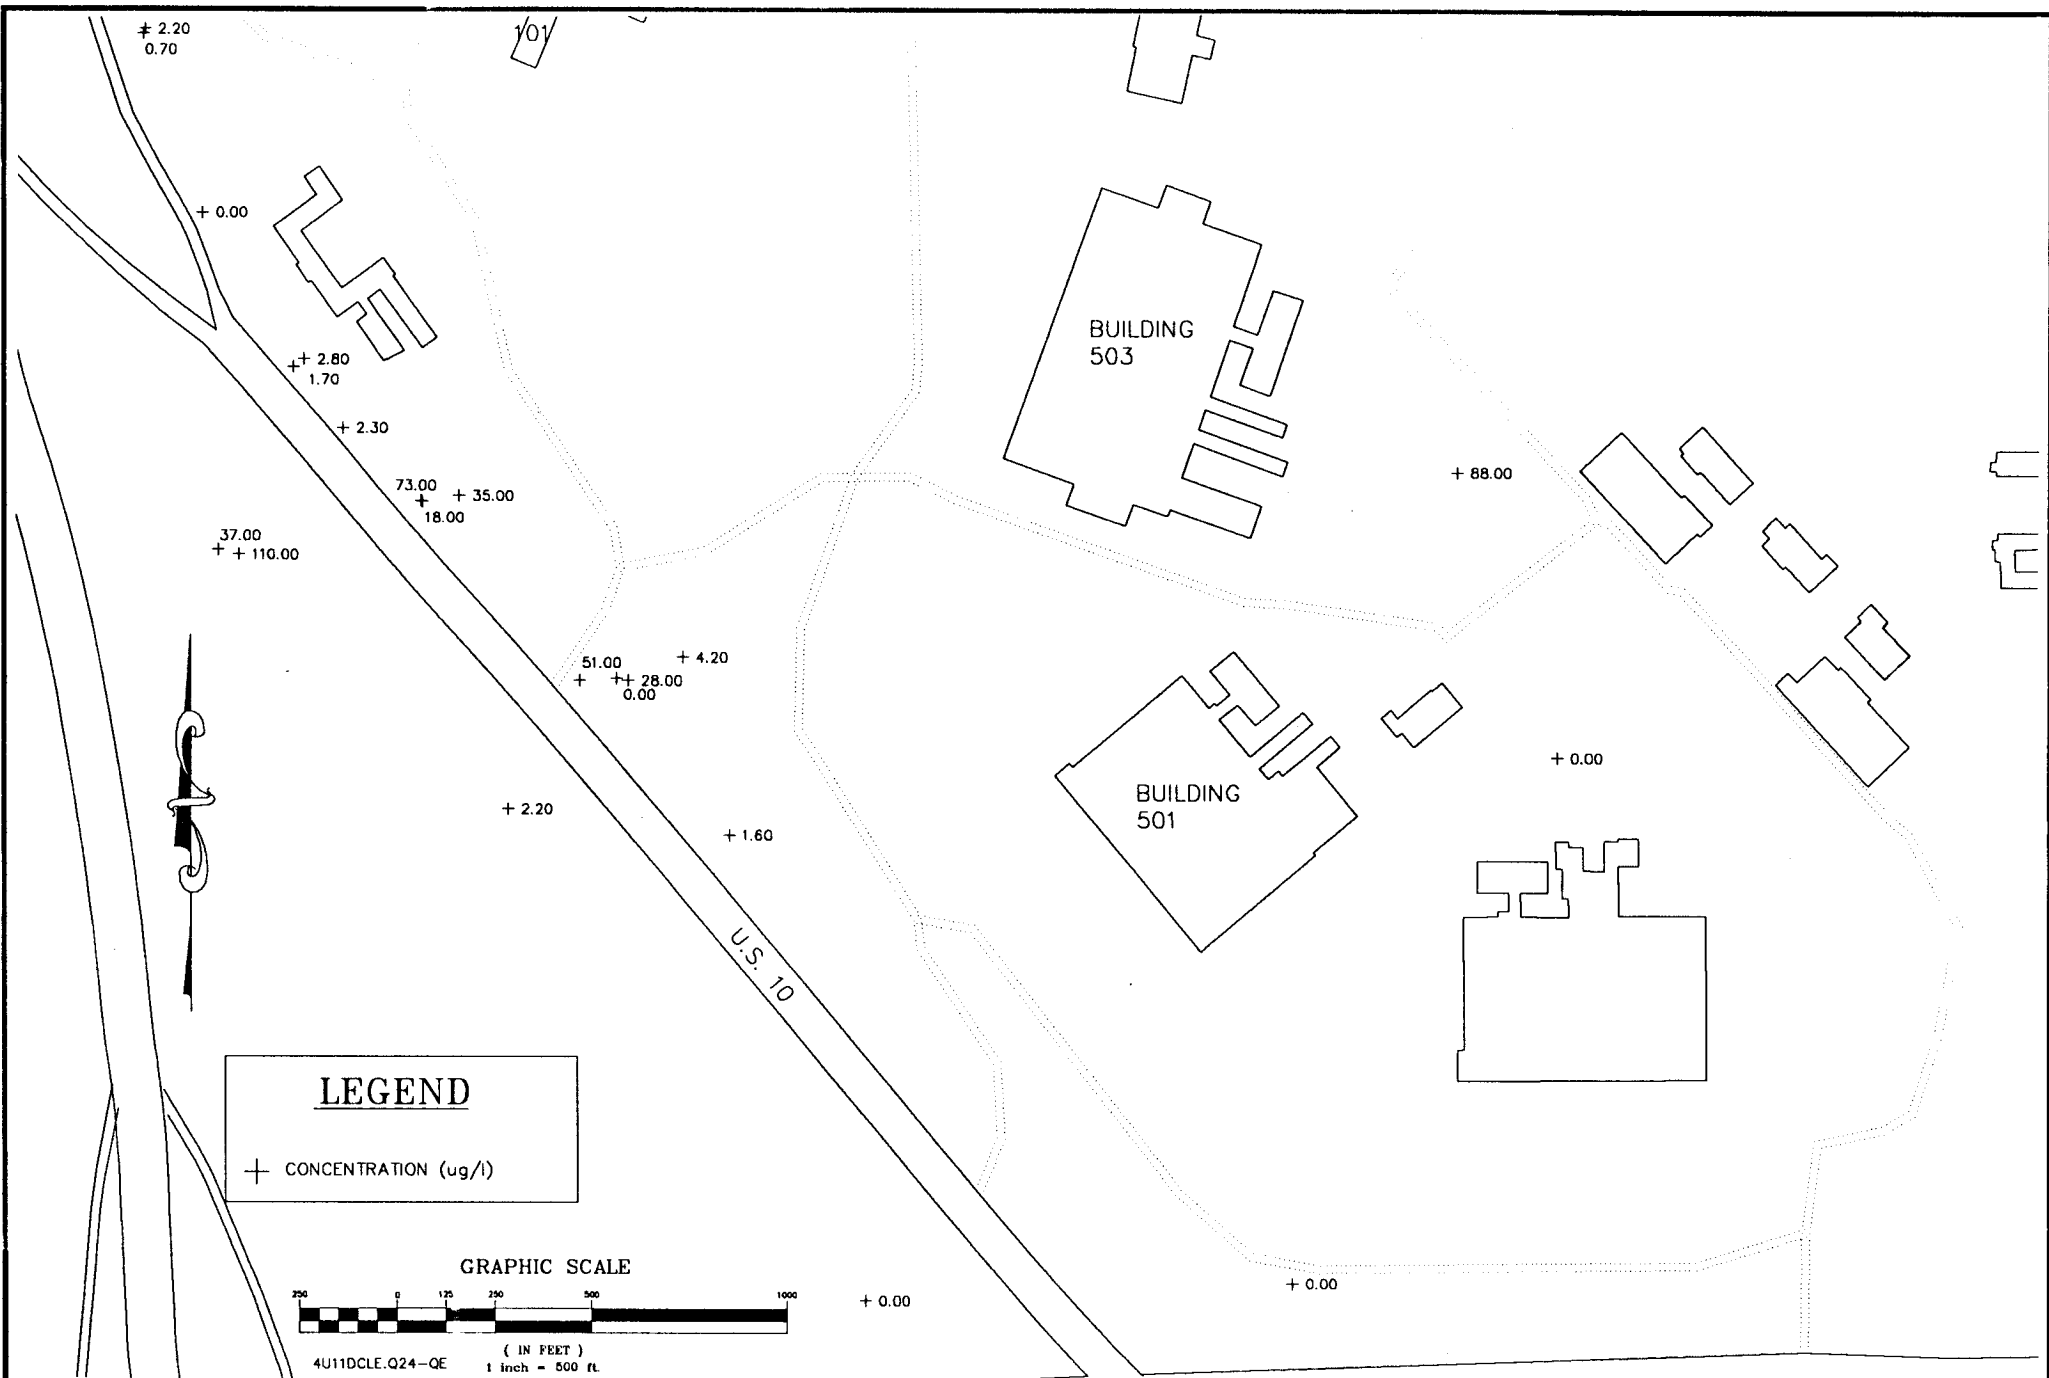 2.20
0.70
101
0.00
BUILDING
503
2.80
1.70
2.30
88.00
73.00
35.00
18.00
37.00
110.00
51.00
4.20
28.00
0.00
0.00
BUILDING
501
2.20
1.60
U.S. 10
LEGEND
CONCENTRATION (ug/l)
GRAPHIC SCALE
250 0 125 250 500 1000
( IN FEET )
1 inch = 500 ft.
4U11DCLE.Q24-QE
0.00
0.00